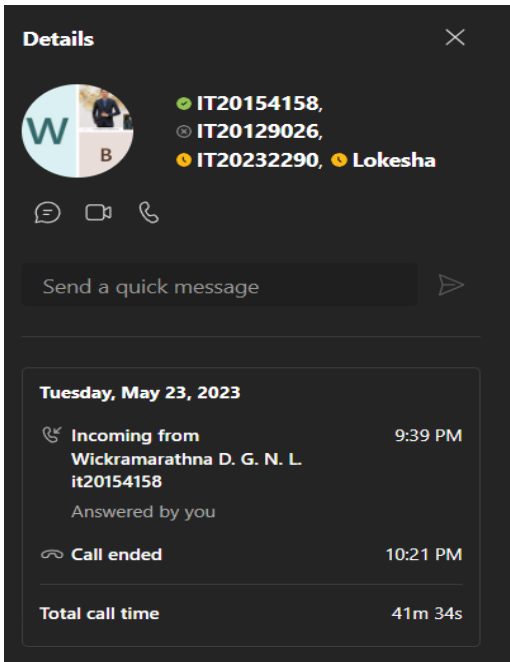 Details
W
B
IT20154158,
IT20129026,
IT20232290, Lokesha
Send a quick message
Tuesday, May 23, 2023
Incoming from 9:39 PM
Wickramarathna D. G. N. L.
it20154158
Answered by you
Call ended 10:21 PM
Total call time 41m 34s